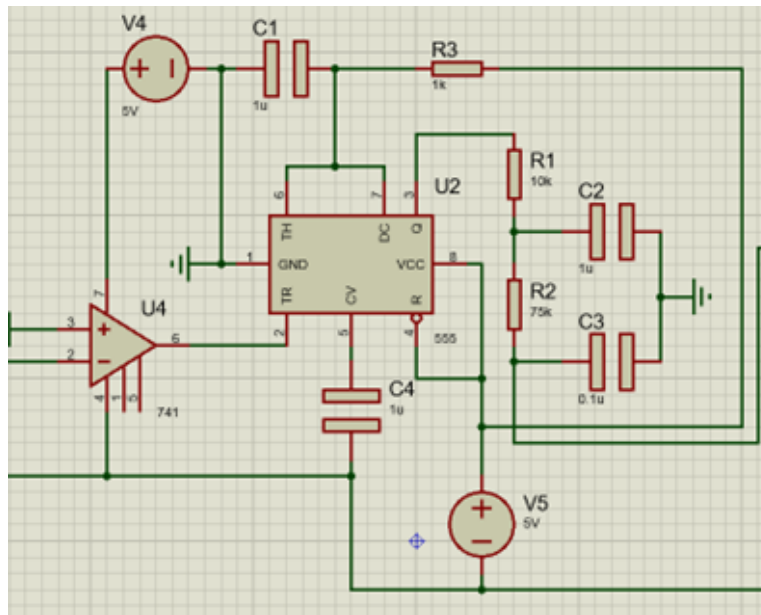 V4
+
5V
C1
1u
R3
1k
6
TH
7
DC
3
Q
U2
R1
10k
C2
1u
1
GND
VCC
8
TR
CV
R
2
5
4
555
R2
75k
C3
0.1u
7
U4
3
+
2
6
4
1
5
741
C4
1u
V5
+
5V